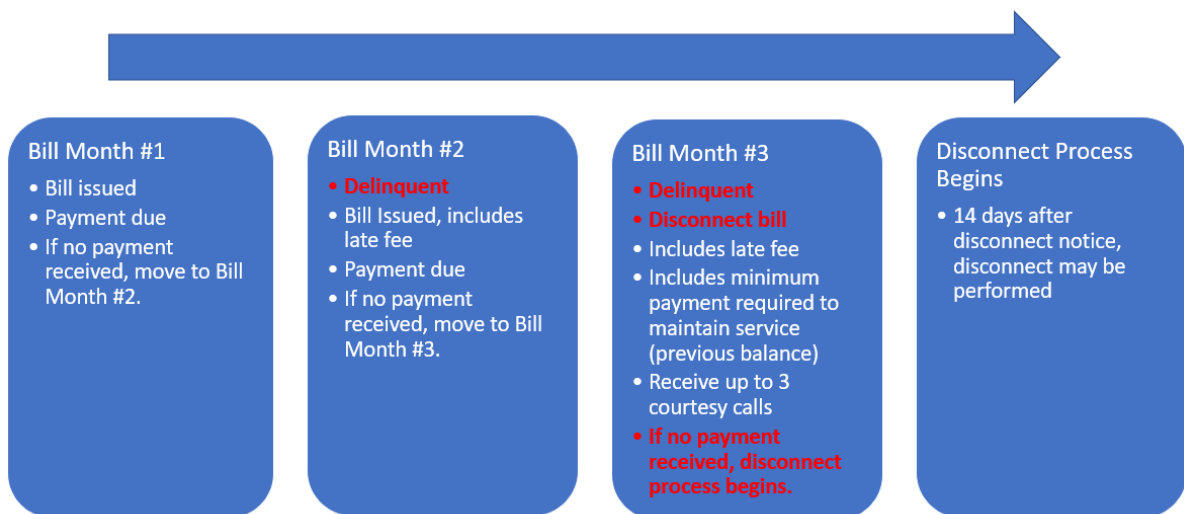 Bill Month #1
• Bill issued
• Payment due
• If no payment
received, move to Bill
Month #2.
Bill Month #2
• Delinquent
• Bill Issued, includes
late fee
• Payment due
• If no payment
received, move to Bill
Month #3.
Bill Month #3
• Delinquent
• Disconnect bill
• Includes late fee
• Includes minimum
payment required to
maintain service
(previous balance)
• Receive up to 3
courtesy calls
• If no payment
received, disconnect
process begins.
Disconnect Process
Begins
• 14 days after
disconnect notice,
disconnect may be
performed